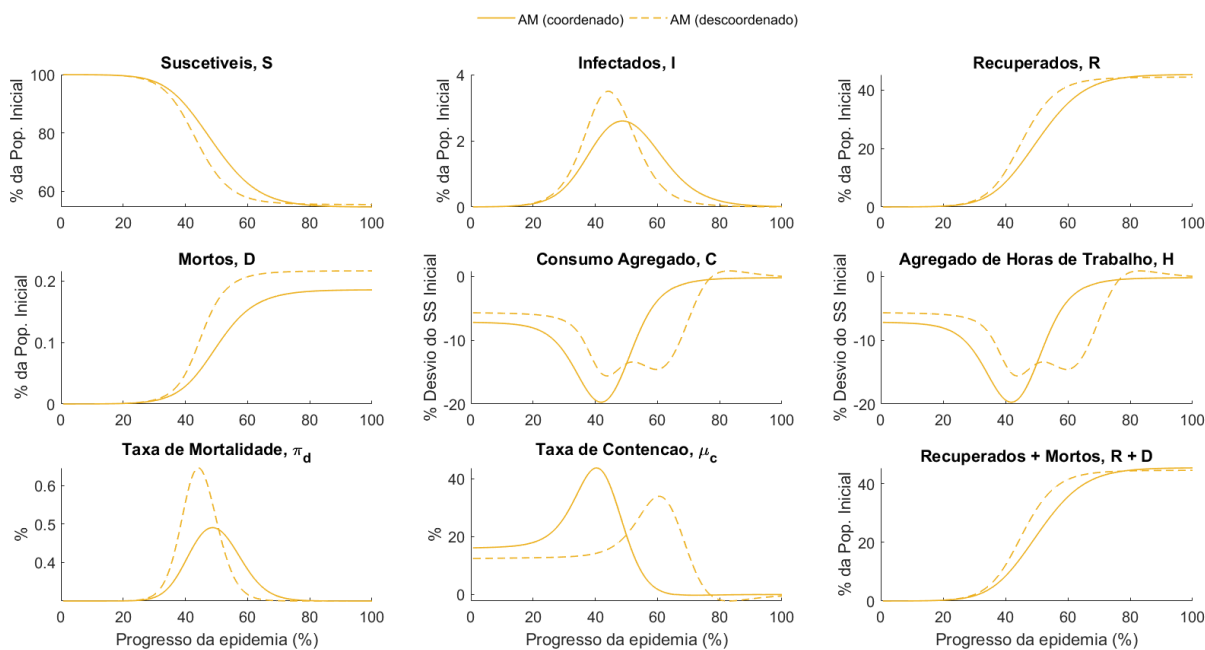 AM (coordenado) AM (descoordenado)
Suscetiveis, S
% da Pop. Inicial
100
80
60
0 20 40 60 80 100
Infectados, I
% da Pop. Inicial
4
2
0
0 20 40 60 80 100
Recuperados, R
% da Pop. Inicial
40
20
0
0 20 40 60 80 100
Mortos, D
% da Pop. Inicial
0.2
0.1
0
0 20 40 60 80 100
Consumo Agregado, C
% Desvio do SS Inicial
0
-10
-20
0 20 40 60 80 100
Agregado de Horas de Trabalho, H
% Desvio do SS Inicial
0
-10
-20
0 20 40 60 80 100
Taxa de Mortalidade, π_d
%
0.6
0.5
0.4
0 20 40 60 80 100
Progresso da epidemia (%)
Taxa de Contencao, μ_c
%
40
20
0
0 20 40 60 80 100
Progresso da epidemia (%)
Recuperados + Mortos, R + D
% da Pop. Inicial
40
20
0
0 20 40 60 80 100
Progresso da epidemia (%)